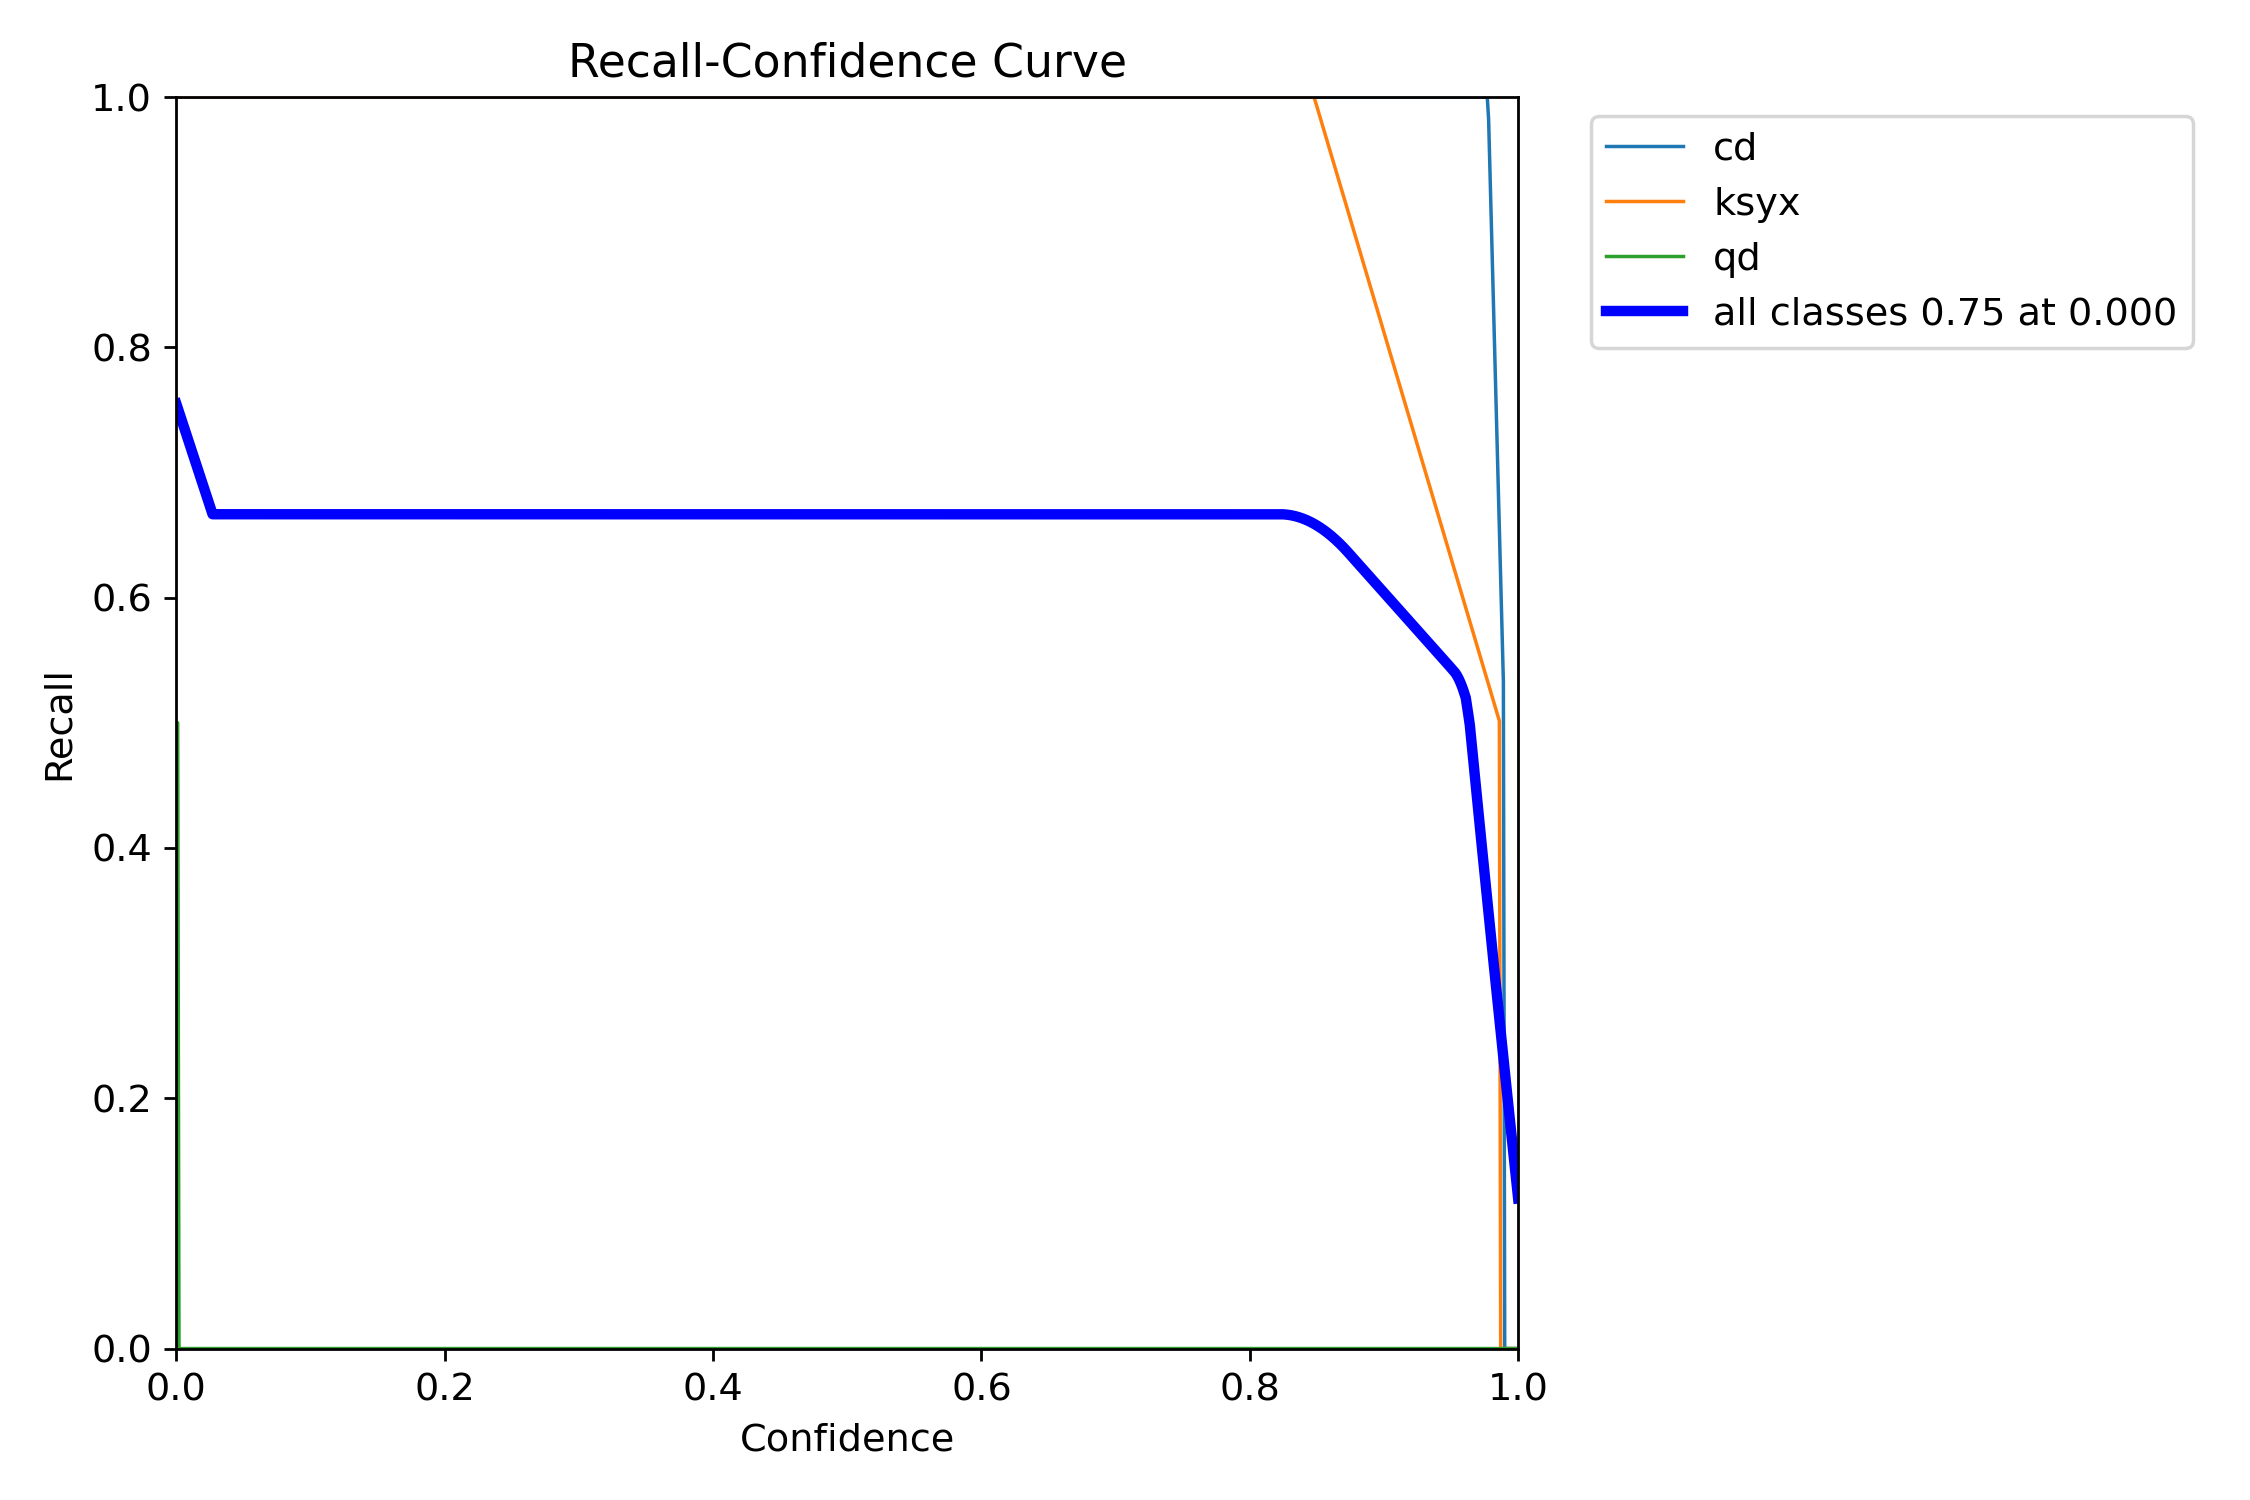 Recall-Confidence Curve
1.0
0.8
0.6
0.4
0.2
0.0
Recall
0.0 0.2 0.4 0.6 0.8 1.0
Confidence
cd
ksyx
qd
all classes 0.75 at 0.000